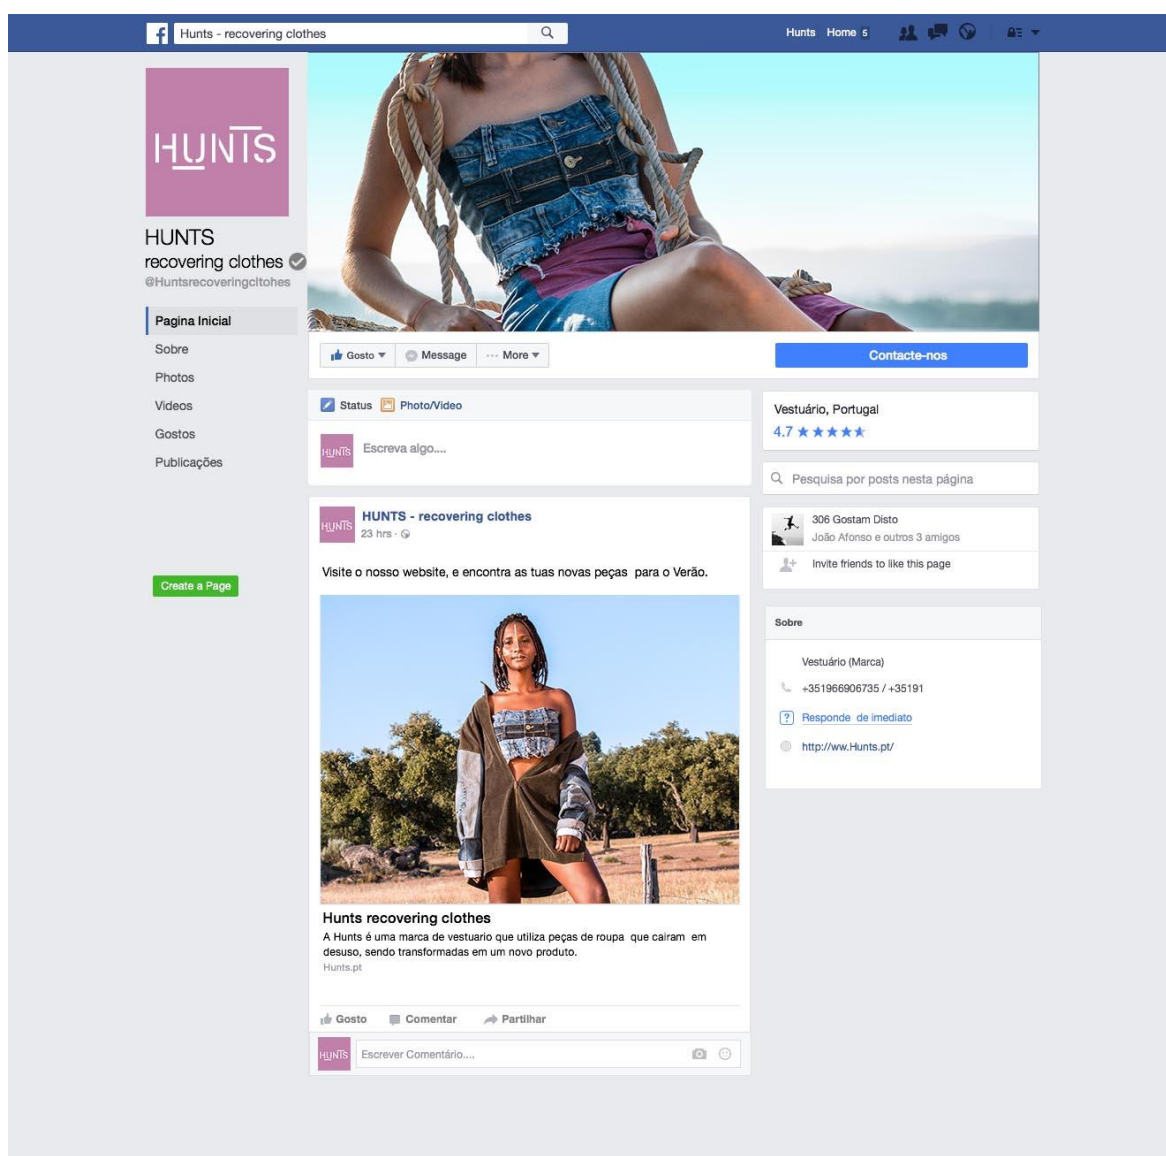 Hunts - recovering clothes
Hunts Home 5
HUNTS
HUNTS
recovering clothes
@Huntsrecoveringcltohes
Pagina Inicial
Sobre
Photos
Videos
Gostos
Publicações
Create a Page
Gosto
Message
More
Contacte-nos
Status
Photo/Video
HUNTS
Escreva algo....
HUNTS
HUNTS - recovering clothes
23 hrs ·
Visite o nosso website, e encontra as tuas novas peças para o Verão.
Hunts recovering clothes
A Hunts é uma marca de vestuario que utiliza peças de roupa que cairam em
desuso, sendo transformadas em um novo produto.
Hunts.pt
Gosto
Comentar
Partilhar
HUNTS
Escrever Comentário....
Vestuário, Portugal
4.7
Pesquisa por posts nesta página
306 Gostam Disto
João Afonso e outros 3 amigos
Invite friends to like this page
Sobre
Vestuário (Marca)
+351966906735 / +35191
Responde de imediato
http://ww.Hunts.pt/